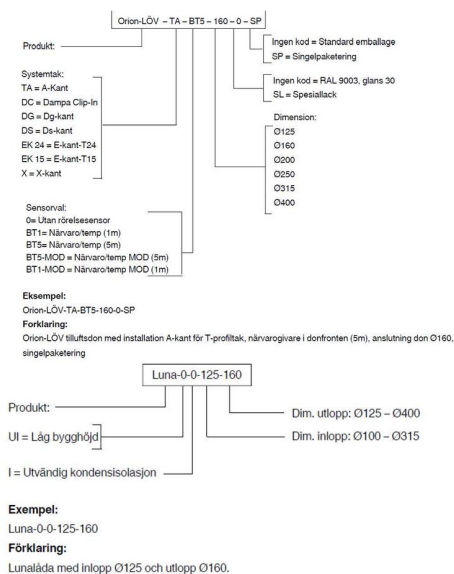 Orion-LÖV – TA – BT5 – 160 – 0 – SP
Produkt:
Ingen kod = Standard emballage
SP = Singelpaketering
Ingen kod = RAL 9003, glans 30
SL = Spesiallack
Systemtak:
TA = A-Kant
DC = Dampa Clip-In
DG = Dg-kant
DS = Ds-kant
EK 24 = E-kant-T24
EK 15 = E-kant-T15
X = X-kant
Dimension:
Ø125
Ø160
Ø200
Ø250
Ø315
Ø400
Sensorval:
0= Utan rörelsesensor
BT1= Närvaro/temp (1m)
BT5= Närvaro/temp (5m)
BT5-MOD = Närvaro/temp MOD (5m)
BT1-MOD = Närvaro/temp MOD (1m)
Eksempel:
Orion-LÖV-TA-BT5-160-0-SP
Forklaring:
Orion-LÖV tilluftsdon med installation A-kant för T-profiltak, närvarogivare i donfronten (5m), anslutning don Ø160,
singelpaketering
Luna-0-0-125-160
Produkt:
UI = Låg bygghöjd
I = Utvändig kondensisolasjon
Dim. utlopp: Ø125 – Ø400
Dim. inlopp: Ø100 – Ø315
Exempel:
Luna-0-0-125-160
Förklaring:
Lunalåda med inlopp Ø125 och utlopp Ø160.